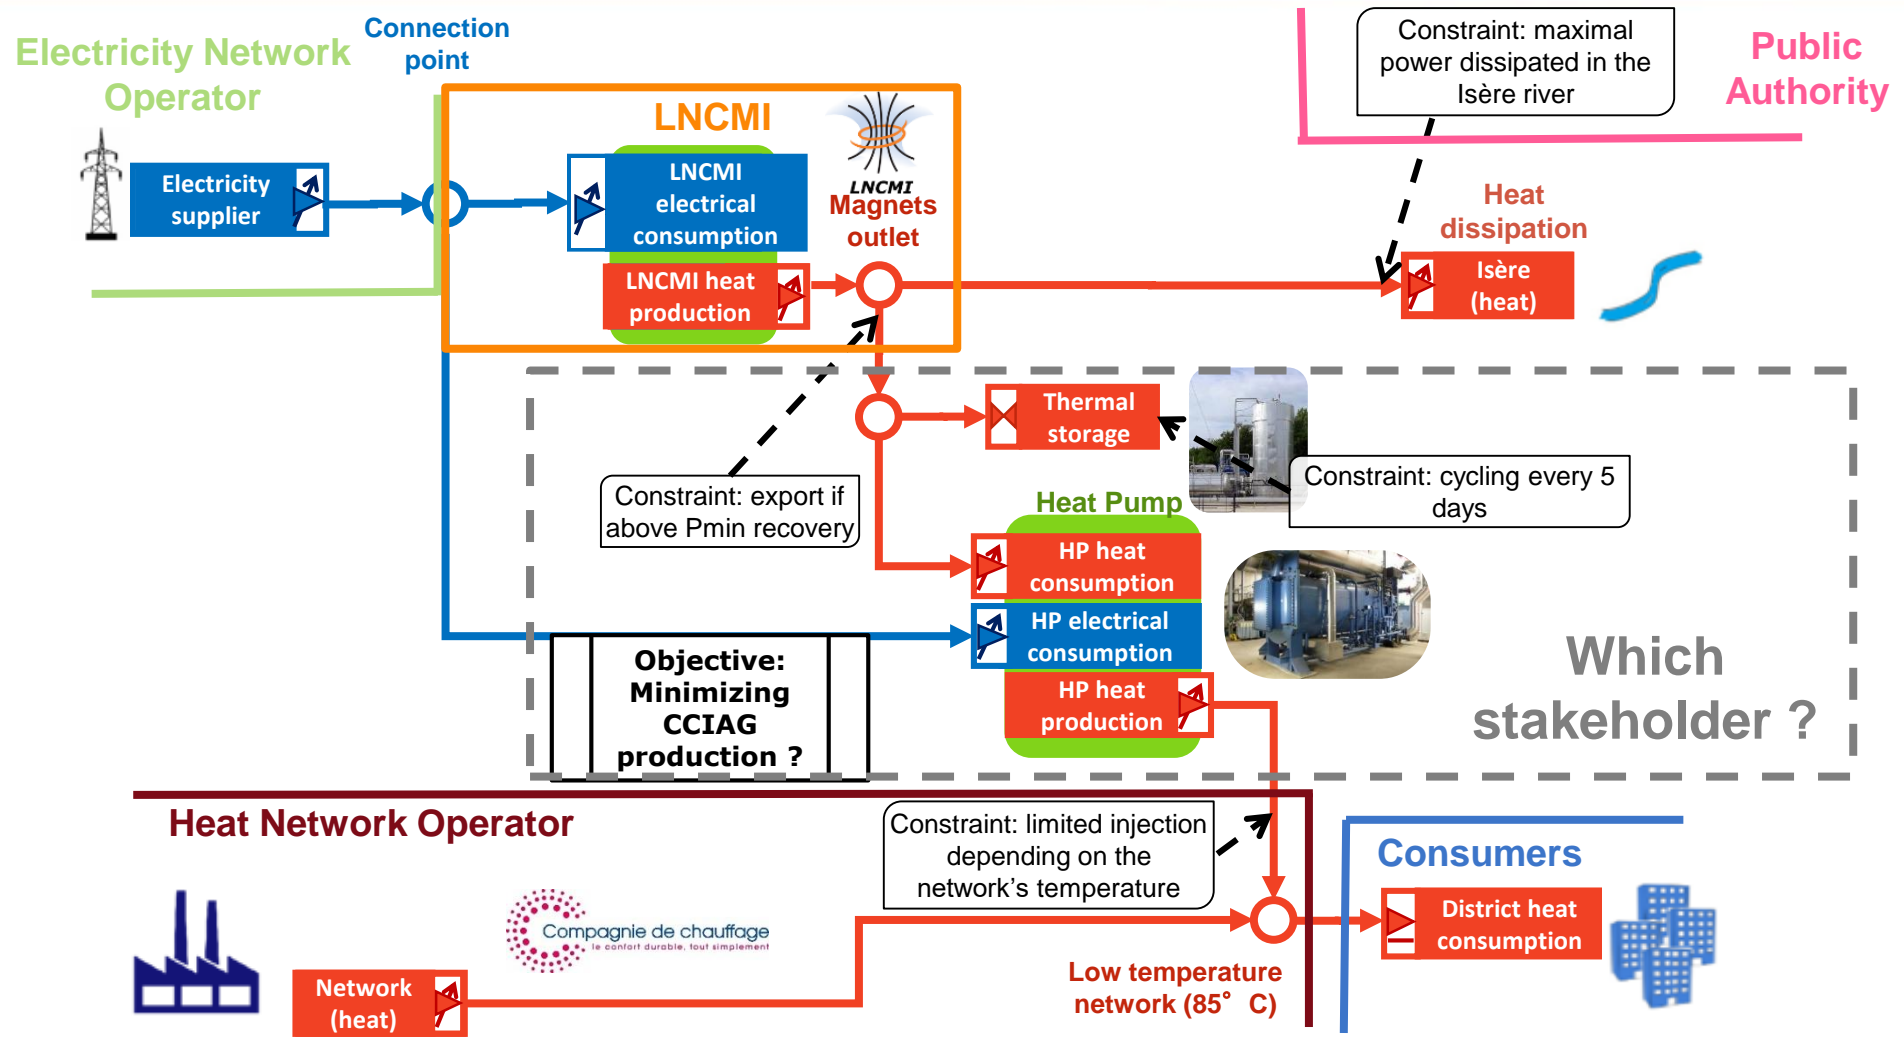 Electricity Network
Operator
Connection
point
Constraint: maximal
power dissipated in the
Isère river
Public
Authority
LNCMI
LNCMI
Electricity
supplier
LNCMI
electrical
consumption
Magnets
outlet
Heat
dissipation
LNCMI heat
production
Isère
(heat)
Thermal
storage
Constraint: export if
above Pmin recovery
Constraint: cycling every 5
days
Heat Pump
HP heat
consumption
HP electrical
consumption
HP heat
production
Objective:
Minimizing
CCIAG
production ?
Which
stakeholder ?
Heat Network Operator
Constraint: limited injection
depending on the
network’s temperature
Consumers
Compagnie de chauffage
le confort durable, tout simplement
District heat
consumption
Network
(heat)
Low temperature
network (85° C)